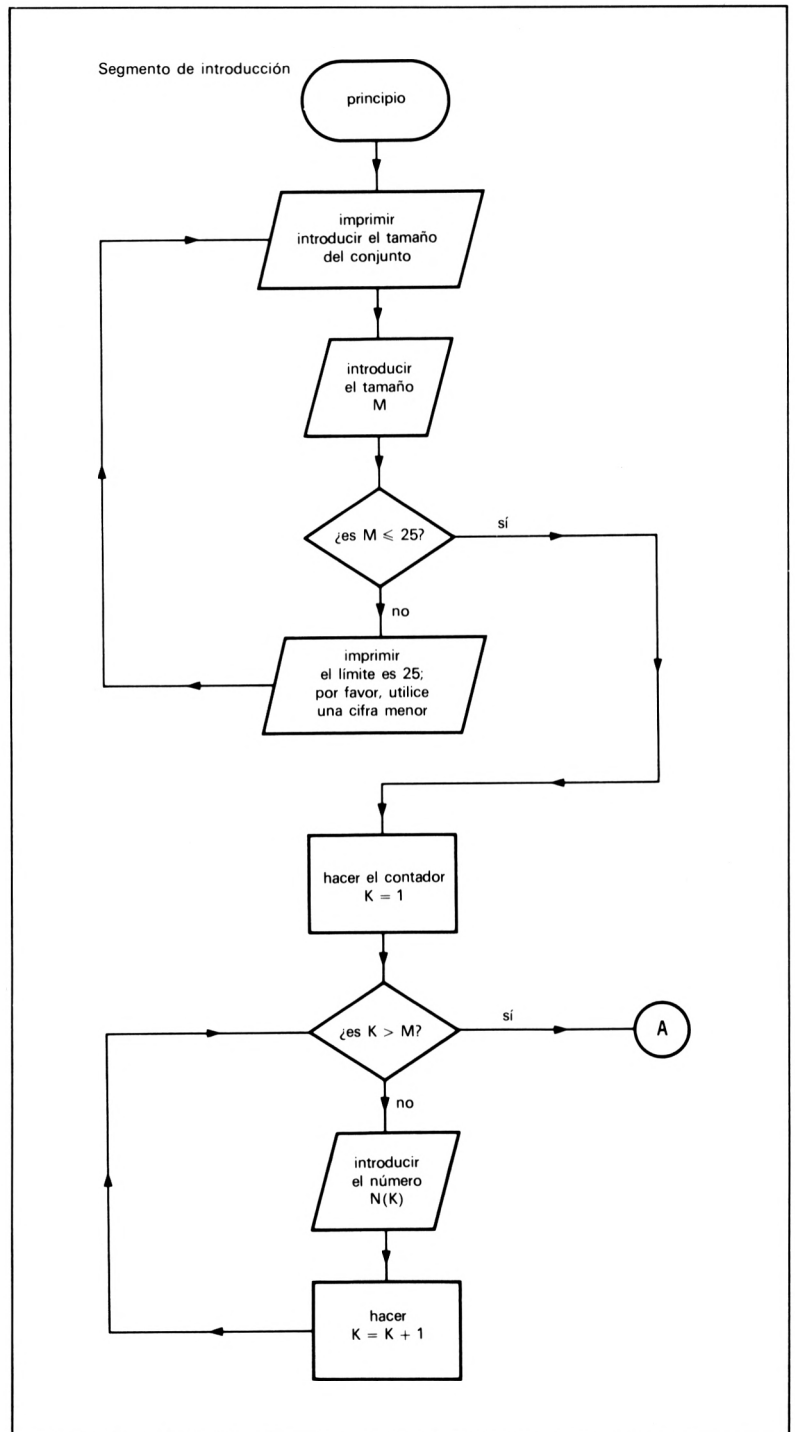 Segmento de introducción
principio
imprimir
introducir el tamaño
del conjunto
introducir
el tamaño
M
¿es M ⩽ 25?
sí
no
imprimir
el límite es 25;
por favor, utilice
una cifra menor
hacer el contador
K = 1
¿es K > M?
sí
A
no
introducir
el número
N(K)
hacer
K = K + 1